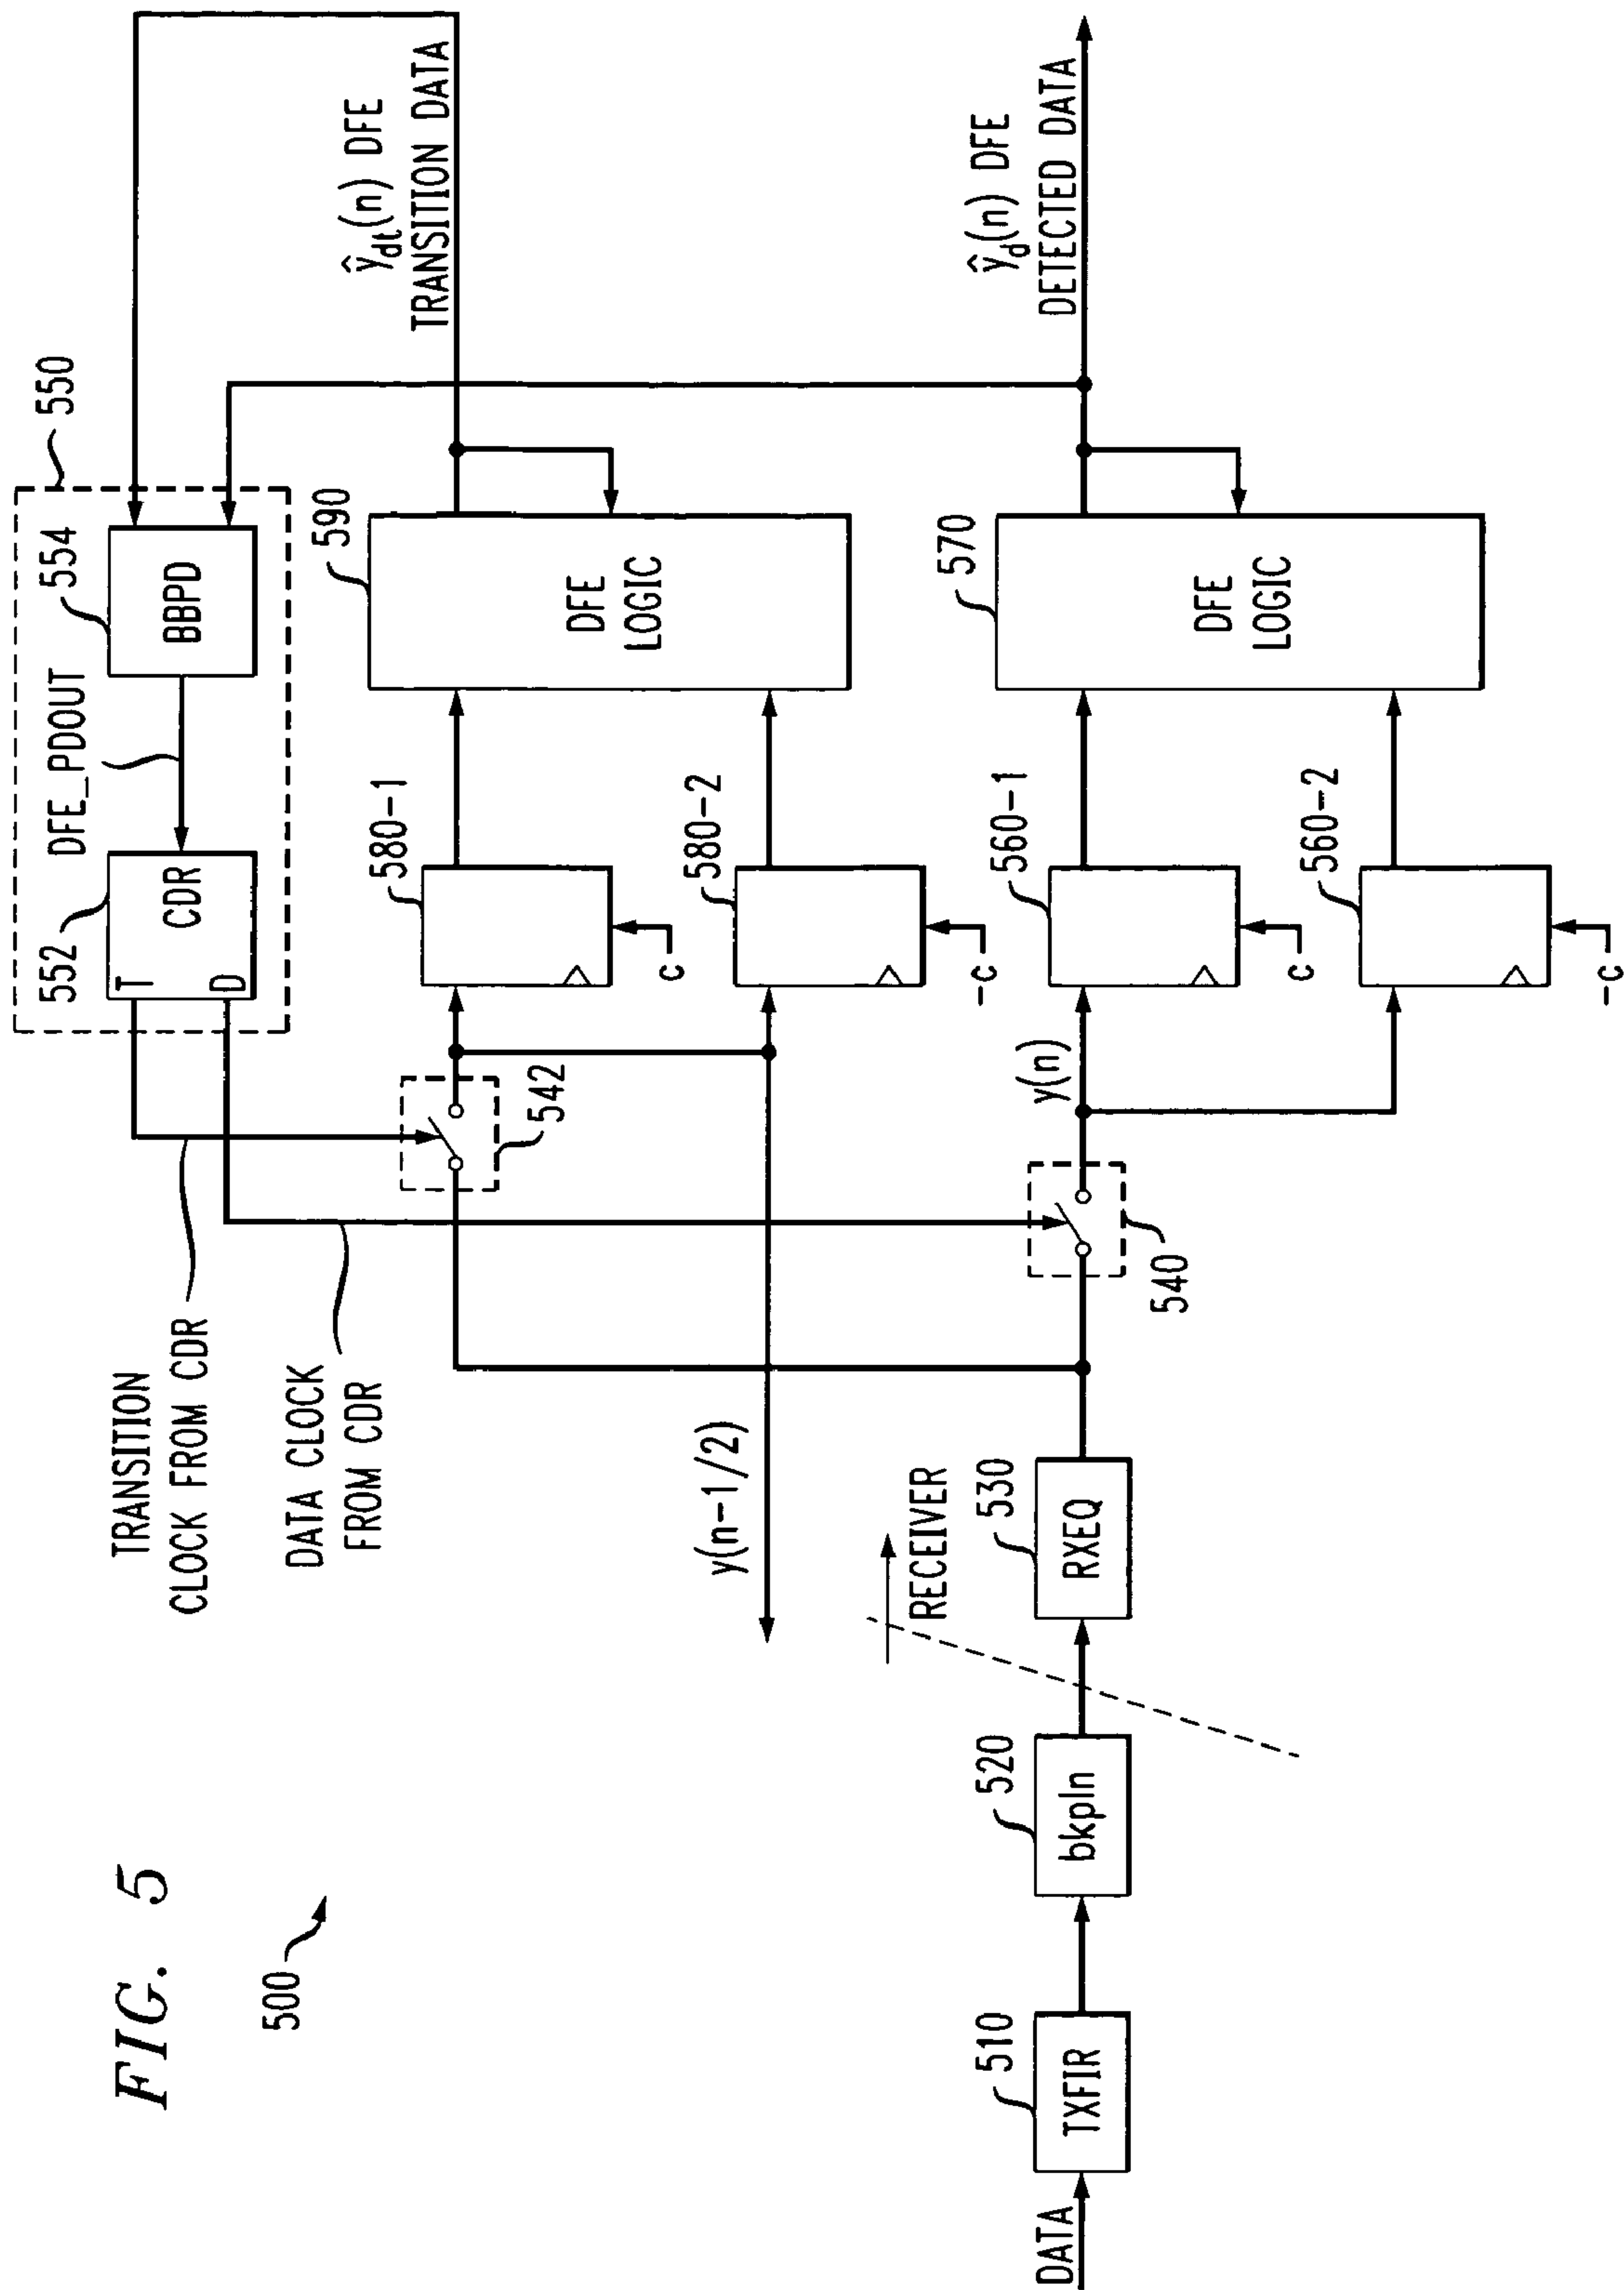 FIG. 5
500
TRANSITION
CLOCK FROM CDR
DATA CLOCK
FROM CDR
552
T
D
CDR
DFE_PDOUT
554
BBPD
550
542
580-1
c
580-2
-c
590
DFE
LOGIC
ŷdt(n) DFE
TRANSITION DATA
y(n-1/2)
RECEIVER
DATA
510
TXFIR
520
bkpln
530
RXEQ
540
y(n)
560-1
c
560-2
-c
570
DFE
LOGIC
ŷd(n) DFE
DETECTED DATA